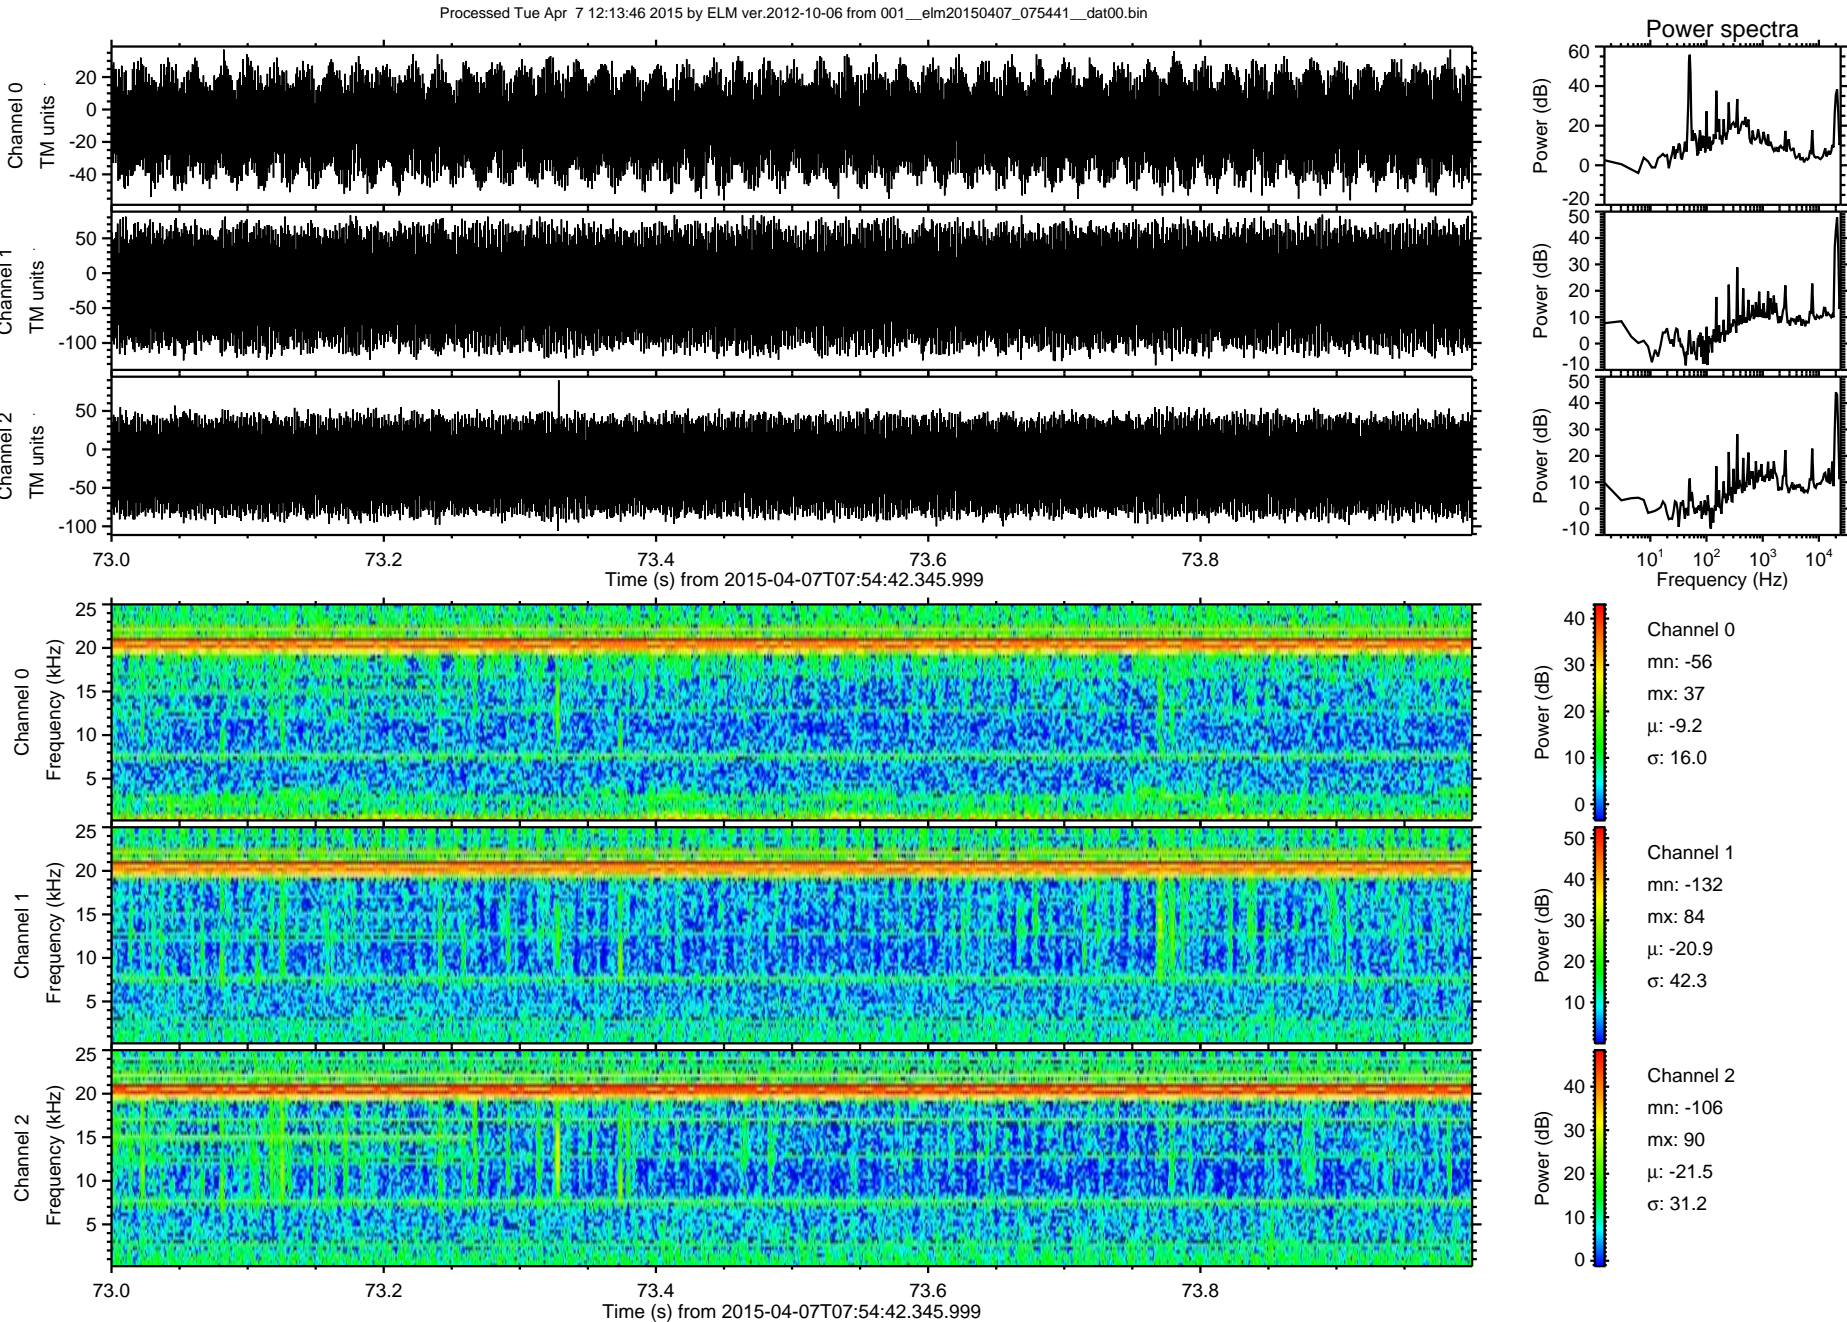 Processed Tue Apr  7 12:13:46 2015 by ELM ver.2012-10-06 from 001__elm20150407_075441__dat00.bin
Power spectra
Channel 0
TM units
20
0
-20
-40
Power (dB)
60
40
20
0
-20
Channel 1
TM units
50
0
-50
-100
Power (dB)
50
40
30
20
10
0
-10
Channel 2
TM units
50
0
-50
-100
Power (dB)
50
40
30
20
10
0
-10
73.0 73.2 73.4 73.6 73.8
Time (s) from 2015-04-07T07:54:42.345.999
10¹ 10² 10³ 10⁴
Frequency (Hz)
Channel 0
Frequency (kHz)
25
20
15
10
5
Power (dB)
40
30
20
10
0
Channel 0
mn: -56
mx: 37
μ: -9.2
σ: 16.0
Channel 1
Frequency (kHz)
25
20
15
10
5
Power (dB)
50
40
30
20
10
Channel 1
mn: -132
mx: 84
μ: -20.9
σ: 42.3
Channel 2
Frequency (kHz)
25
20
15
10
5
Power (dB)
40
30
20
10
0
Channel 2
mn: -106
mx: 90
μ: -21.5
σ: 31.2
73.0 73.2 73.4 73.6 73.8
Time (s) from 2015-04-07T07:54:42.345.999